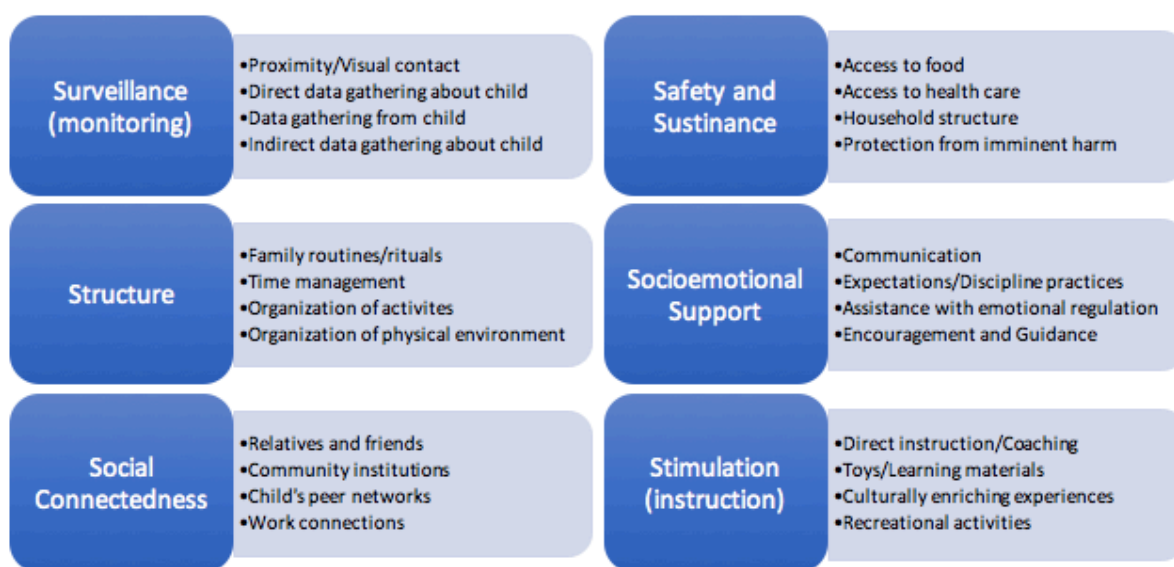 Surveillance
(monitoring)
•Proximity/Visual contact
•Direct data gathering about child
•Data gathering from child
•Indirect data gathering about child
Safety and
Sustinance
•Access to food
•Access to health care
•Household structure
•Protection from imminent harm
Structure
•Family routines/rituals
•Time management
•Organization of activites
•Organization of physical environment
Socioemotional
Support
•Communication
•Expectations/Discipline practices
•Assistance with emotional regulation
•Encouragement and Guidance
Social
Connectedness
•Relatives and friends
•Community institutions
•Child's peer networks
•Work connections
Stimulation
(instruction)
•Direct instruction/Coaching
•Toys/Learning materials
•Culturally enriching experiences
•Recreational activities